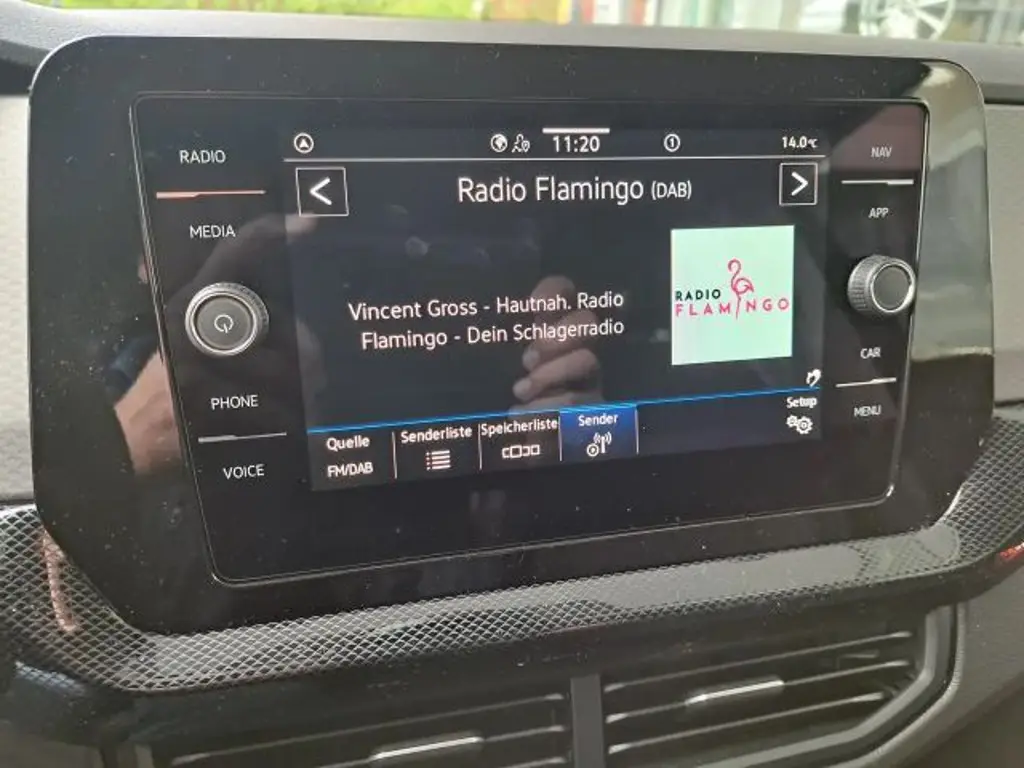 RADIO
MEDIA
PHONE
VOICE
11:20
1
14.0°C
Radio Flamingo (DAB)
Vincent Gross - Hautnah. Radio
Flamingo - Dein Schlagerradio
RADIO
FLAMINGO
Quelle
FM/DAB
Senderliste
Speicherliste
Sender
Setup
NAV
APP
CAR
MENU